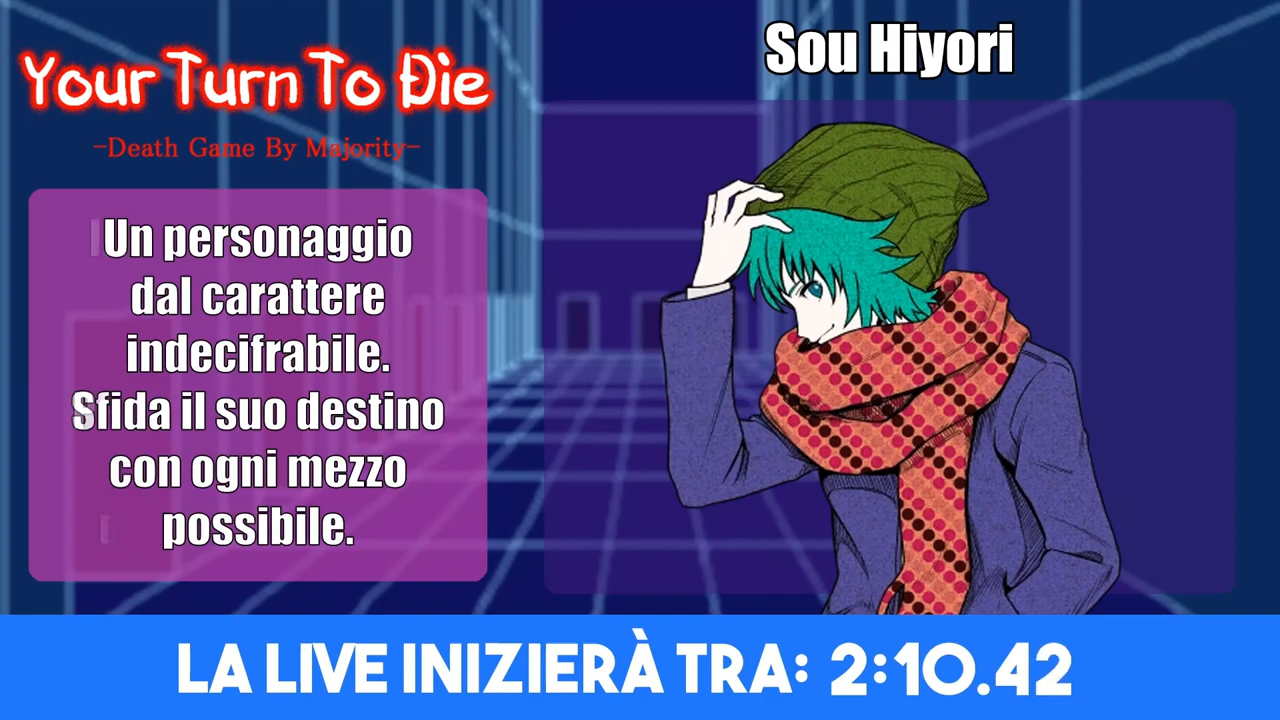 Your Turn To Die
-Death Game By Majority-
Sou Hiyori
Un personaggio
dal carattere
indecifrabile.
Sfida il suo destino
con ogni mezzo
possibile.
LA LIVE INIZIERÀ TRA: 2:10.42